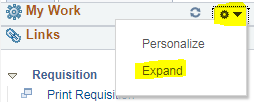 My Work
Links
Personalize
Expand
Requisition
Print Requisition